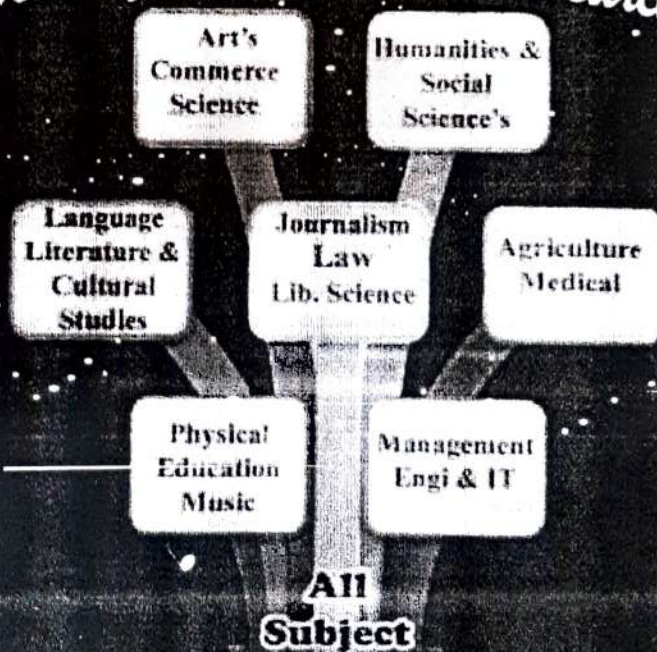 Art's
Commerce
Science
Humanities &
Social
Science's
Language
Literature &
Cultural
Studies
Journalism
Law
Lib. Science
Agriculture
Medical
Physical
Education
Music
Management
Engi & IT
All
Subject